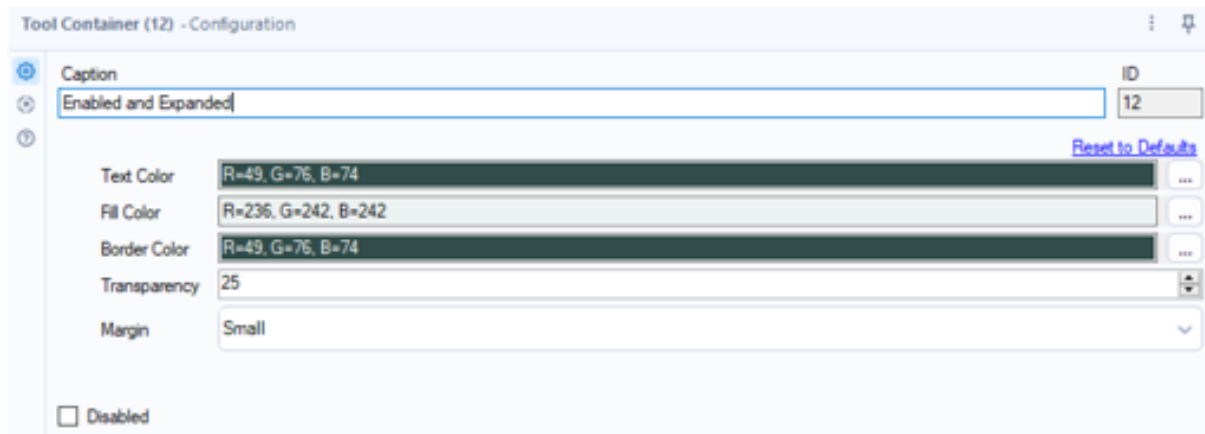 Tool Container (12) - Configuration
Caption ID
Enabled and Expanded 12
Reset to Defaults
Text Color R=49, G=76, B=74 ...
Fill Color R=236, G=242, B=242 ...
Border Color R=49, G=76, B=74 ...
Transparency 25
Margin Small
Disabled